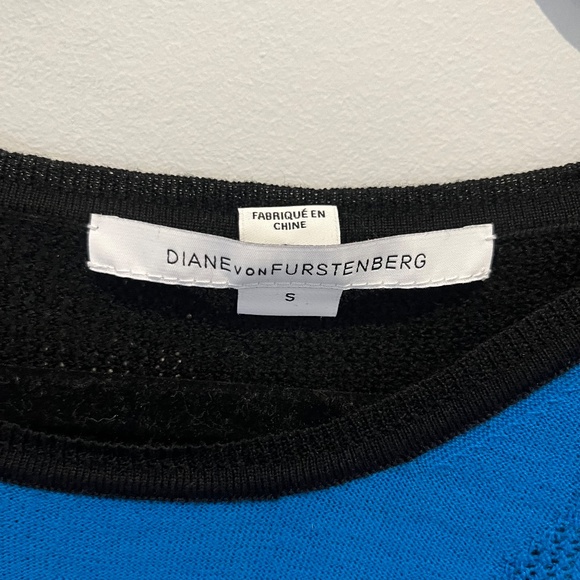 FABRIQUÉ EN
CHINE
DIANE VON FURSTENBERG
S